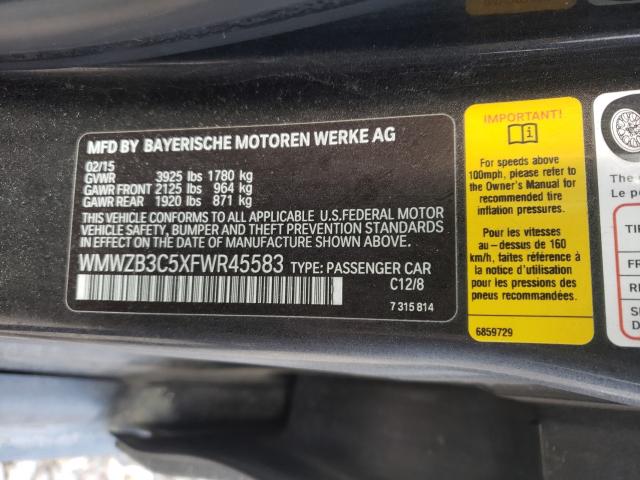 MFD BY BAYERISCHE MOTOREN WERKE AG
02/15
GVWR 3925 lbs 1780 kg
GAWR FRONT 2125 lbs 964 kg
GAWR REAR 1920 lbs 871 kg
THIS VEHICLE CONFORMS TO ALL APPLICABLE U.S.FEDERAL MOTOR
VEHICLE SAFETY, BUMPER AND THEFT PREVENTION STANDARDS
IN EFFECT ON THE DATE OF MANUFACTURE SHOWN ABOVE.
WMWZB3C5XFWR45583 TYPE: PASSENGER CAR
C12/8
7 315 814
IMPORTANT!
For speeds above
100mph, please refer to
the Owner's Manual for
recommended tire
inflation pressures.
Pour les vitesses
au - dessus de 160
km/h, faire référence à
la notice d'utilisation
pour les pressions des
pneus recommandées.
6859729
The
Le p
TI